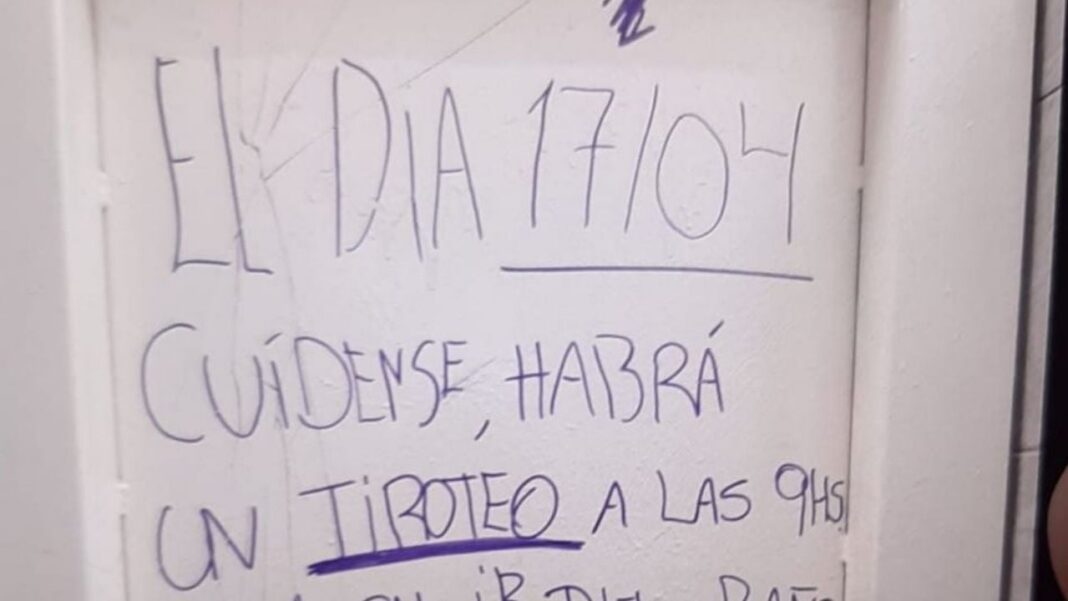 EL DIA 17/04
CUÍDENSE, HABRÁ
UN TIROTEO A LAS 9HS